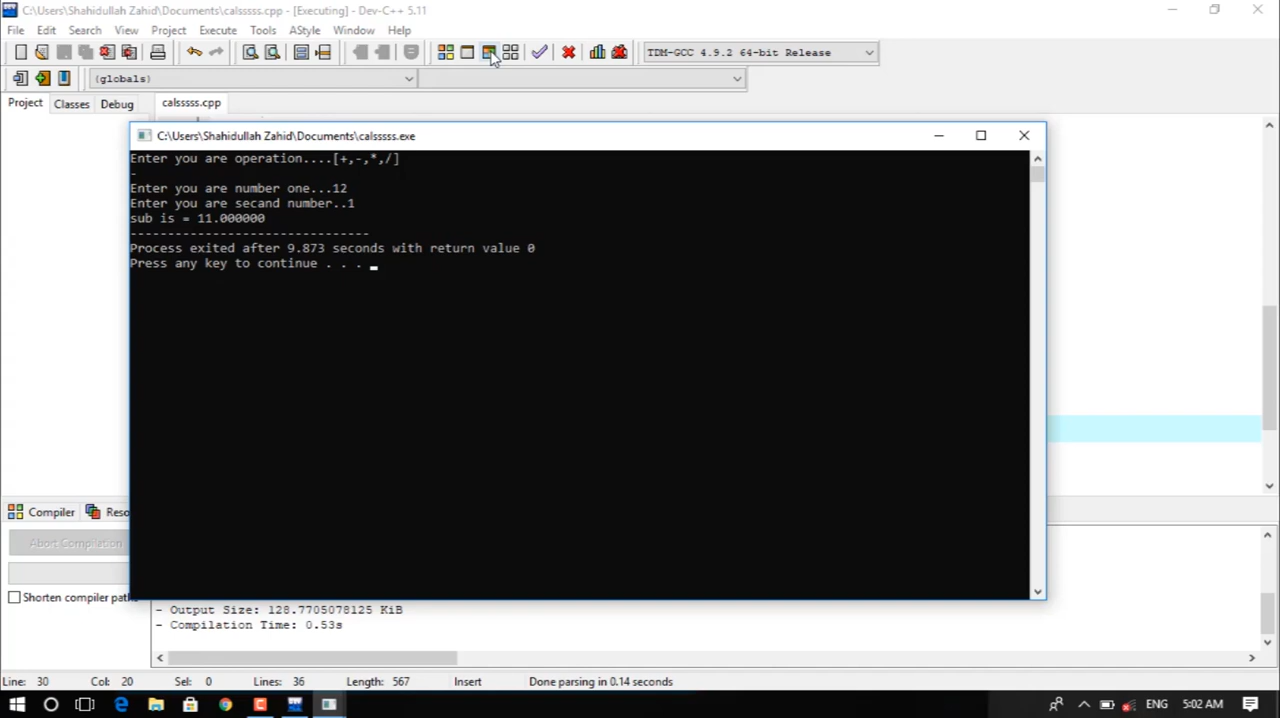 C:\Users\Shahidullah Zahid\Documents\calsssss.cpp - [Executing] - Dev-C++ 5.11
File Edit Search View Project Execute Tools AStyle Window Help
TDM-GCC 4.9.2 64-bit Release
(globals)
Project Classes Debug calsssss.cpp
C:\Users\Shahidullah Zahid\Documents\calsssss.exe
Enter you are operation....[+,-,*,/]
-
Enter you are number one...12
Enter you are secand number..1
sub is = 11.000000
--------------------------------
Process exited after 9.873 seconds with return value 0
Press any key to continue . . .
Compiler Reso
Abort Compilation
Shorten compiler path
- Output Size: 128.7705078125 KiB
- Compilation Time: 0.53s
Line: 30 Col: 20 Sel: 0 Lines: 36 Length: 567 Insert Done parsing in 0.14 seconds
ENG 5:02 AM